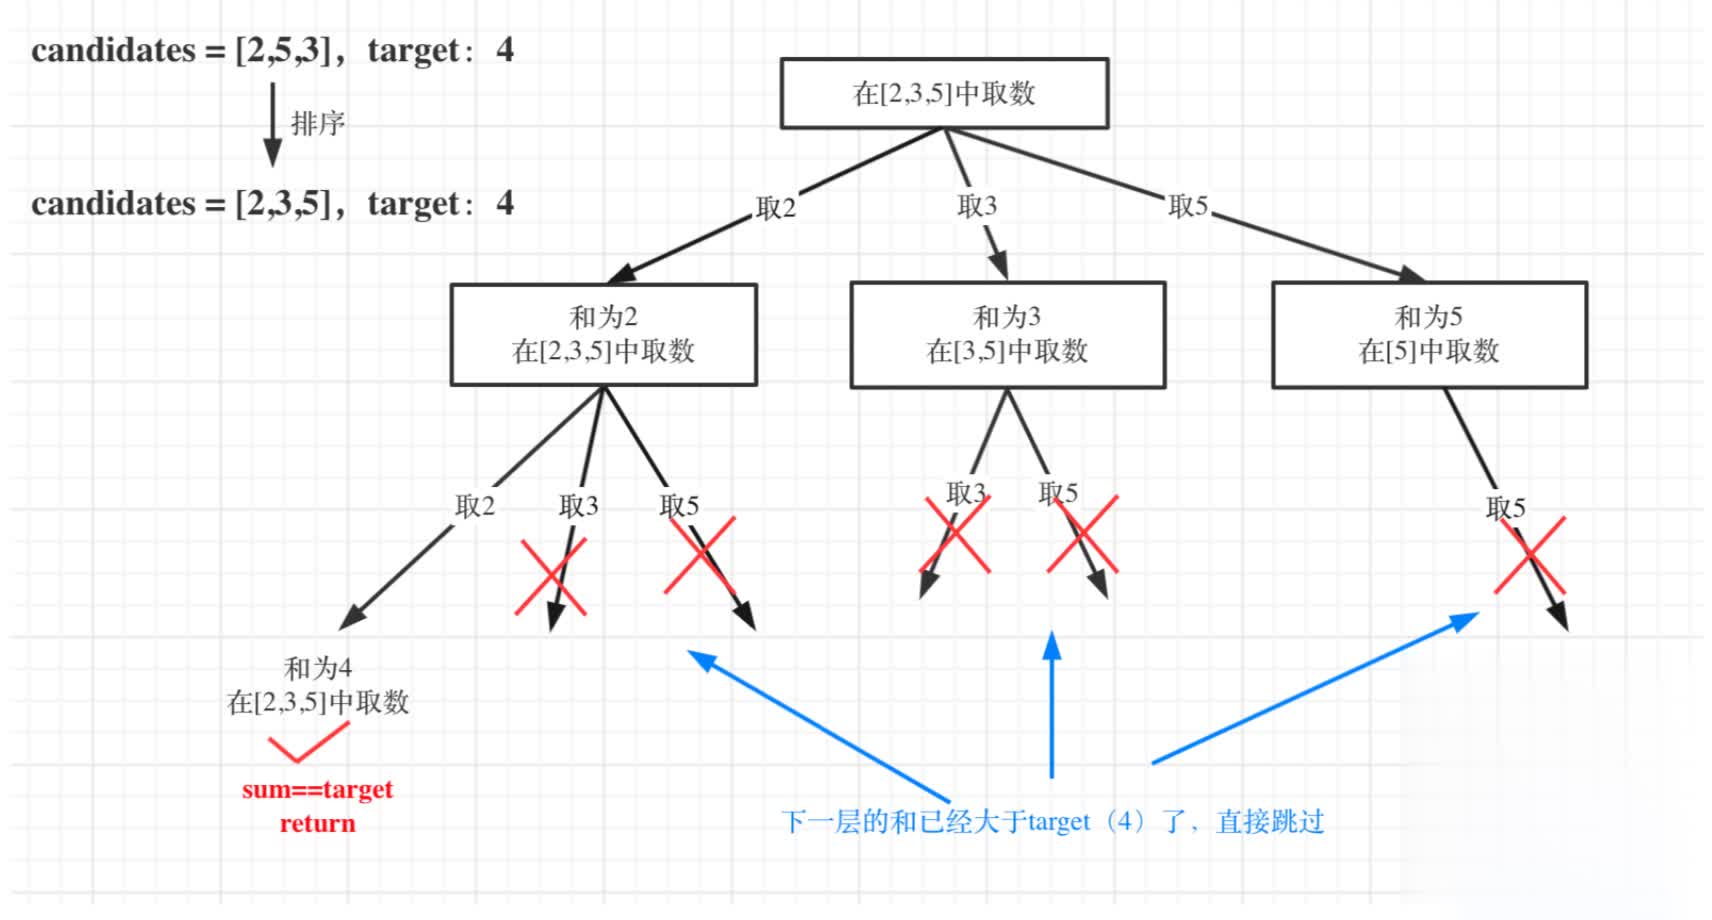 candidates = [2,5,3]，target：4
排序
candidates = [2,3,5]，target：4
在[2,3,5]中取数
取2
取3
取5
和为2
在[2,3,5]中取数
和为3
在[3,5]中取数
和为5
在[5]中取数
取2
取3
取5
取3
取5
取5
和为4
在[2,3,5]中取数
sum==target
return
下一层的和已经大于target（4）了，直接跳过